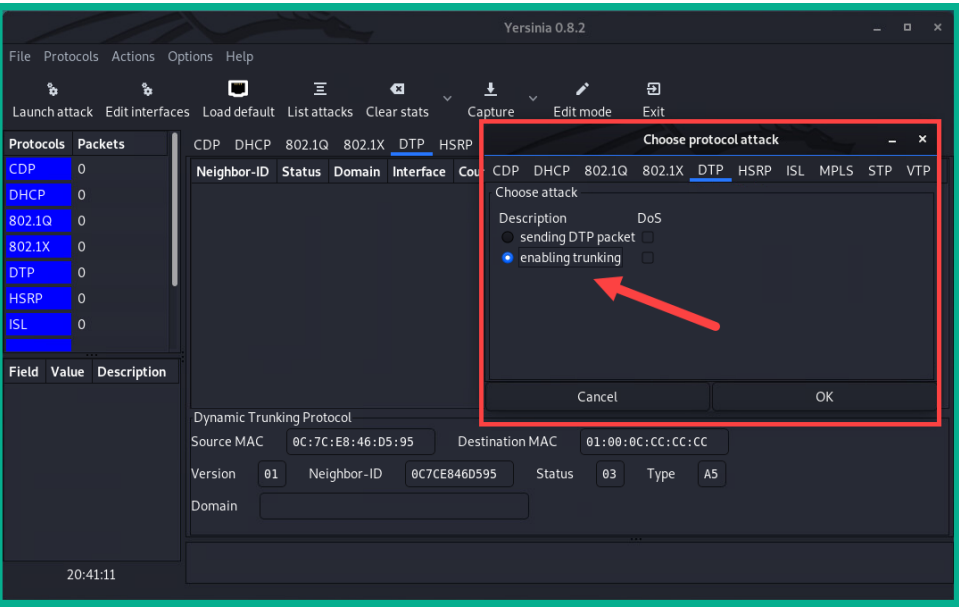 Yersinia 0.8.2
File Protocols Actions Options Help
Launch attack Edit interfaces Load default List attacks Clear stats Capture Edit mode Exit
Protocols Packets
CDP 0
DHCP 0
802.1Q 0
802.1X 0
DTP 0
HSRP 0
ISL 0
Field Value Description
20:41:11
CDP DHCP 802.1Q 802.1X DTP HSRP
Neighbor-ID Status Domain Interface Cou
Choose protocol attack
CDP DHCP 802.1Q 802.1X DTP HSRP ISL MPLS STP VTP
Choose attack
Description DoS
sending DTP packet
enabling trunking
Cancel OK
Dynamic Trunking Protocol
Source MAC 0C:7C:E8:46:D5:95 Destination MAC 01:00:0C:CC:CC:CC
Version 01 Neighbor-ID 0C7CE846D595 Status 03 Type A5
Domain